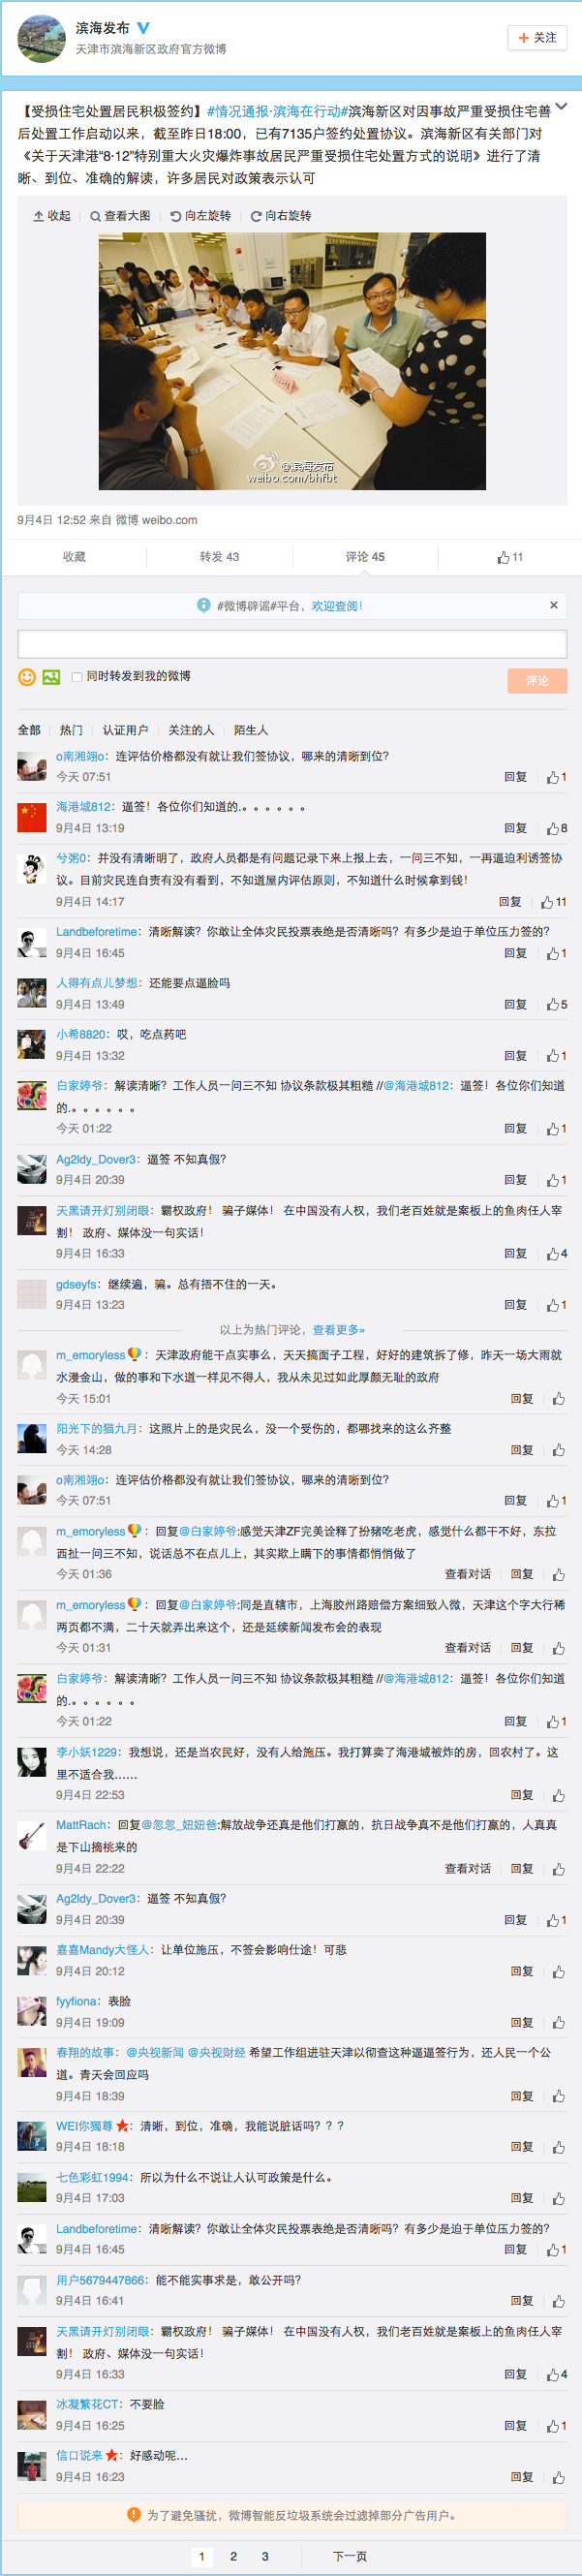 滨海发布
天津市滨海新区政府官方微博
+ 关注
【受损住宅处置居民积极签约】#情况通报·滨海在行动#滨海新区对因事故严重受损住宅善
后处置工作启动以来，截至昨日18:00，已有7135户签约处置协议。滨海新区有关部门对
《关于天津港“8·12”特别重大火灾爆炸事故居民严重受损住宅处置方式的说明》进行了清
晰、到位、准确的解读，许多居民对政策表示认可
收起 查看大图 向左旋转 向右旋转
@滨海发布
weibo.com/bhfbt
9月4日 12:52 来自 微博 weibo.com
收藏 转发 43 评论 45 11
#微博辟谣#平台，欢迎查阅！ ×
同时转发到我的微博 评论
全部 热门 认证用户 关注的人 陌生人
o南湘翊o：连评估价格都没有就让我们签协议，哪来的清晰到位？
今天 07:51 回复 1
海港城812：逼签！各位你们知道的.。。。。。。
9月4日 13:19 回复 8
兮粥0：并没有清晰明了，政府人员都是有问题记录下来上报上去，一问三不知，一再逼迫利诱签协
议。目前灾民连自责有没有看到，不知道屋内评估原则，不知道什么时候拿到钱！
9月4日 14:17 回复 11
Landbeforetime：清晰解读？你敢让全体灾民投票表绝是否清晰吗？有多少是迫于单位压力签的？
9月4日 16:45 回复 1
人得有点儿梦想：还能要点逼脸吗
9月4日 13:49 回复 5
小希8820：哎，吃点药吧
9月4日 13:32 回复 1
白家婷爷：解读清晰？工作人员一问三不知 协议条款极其粗糙 //@海港城812：逼签！各位你们知道
的.。。。。。。
今天 01:22 回复 1
Ag2ldy_Dover3：逼签 不知真假？
9月4日 20:39 回复 1
天黑请开灯别闭眼：霸权政府！ 骗子媒体！ 在中国没有人权，我们老百姓就是案板上的鱼肉任人宰
割！ 政府、媒体没一句实话！
9月4日 16:33 回复 4
gdseyfs：继续遍，骗。总有捂不住的一天。
9月4日 13:23 回复 1
以上为热门评论，查看更多»
m_emoryless：天津政府能干点实事么，天天搞面子工程，好好的建筑拆了修，昨天一场大雨就
水漫金山，做的事和下水道一样见不得人，我从未见过如此厚颜无耻的政府
今天 15:01 回复
阳光下的猫九月：这照片上的是灾民么，没一个受伤的，都哪找来的这么齐整
今天 14:28 回复
o南湘翊o：连评估价格都没有就让我们签协议，哪来的清晰到位？
今天 07:51 回复 1
m_emoryless：回复@白家婷爷:感觉天津ZF完美诠释了扮猪吃老虎，感觉什么都干不好，东拉
西扯一问三不知，说话总不在点儿上，其实欺上瞒下的事情都悄悄做了
今天 01:36 查看对话 回复
m_emoryless：回复@白家婷爷:同是直辖市，上海胶州路赔偿方案细致入微，天津这个字大行稀
两页都不满，二十天就弄出来这个，还是延续新闻发布会的表现
今天 01:31 查看对话 回复
白家婷爷：解读清晰？工作人员一问三不知 协议条款极其粗糙 //@海港城812：逼签！各位你们知道
的.。。。。。。
今天 01:22 回复 1
李小妖1229：我想说，还是当农民好，没有人给施压。我打算卖了海港城被炸的房，回农村了。这
里不适合我……
9月4日 22:53 回复
MattRach：回复@忽忽_妞妞爸:解放战争还真是他们打赢的，抗日战争真不是他们打赢的，人真真
是下山摘桃来的
9月4日 22:22 查看对话 回复
Ag2ldy_Dover3：逼签 不知真假？
9月4日 20:39 回复 1
嘉嘉Mandy大怪人：让单位施压，不签会影响仕途！可悲
9月4日 20:12 回复
fyyfiona：表脸
9月4日 19:09 回复
春翔的故事：@央视新闻 @央视财经 希望工作组进驻天津以彻查这种逼逼签行为，还人民一个公
道。青天会回应吗
9月4日 18:39 回复
WEI你獨尊：清晰，到位，准确，我能说脏话吗？？？
9月4日 18:18 回复
七色彩虹1994：所以为什么不说让人认可政策是什么。
9月4日 17:03 回复
Landbeforetime：清晰解读？你敢让全体灾民投票表绝是否清晰吗？有多少是迫于单位压力签的？
9月4日 16:45 回复 1
用户5679447866：能不能实事求是，敢公开吗？
9月4日 16:41 回复
天黑请开灯别闭眼：霸权政府！ 骗子媒体！ 在中国没有人权，我们老百姓就是案板上的鱼肉任人宰
割！ 政府、媒体没一句实话！
9月4日 16:33 回复 4
冰凝繁花CT：不要脸
9月4日 16:25 回复 1
信口说来：好感动呢...
9月4日 16:23 回复
为了避免骚扰，微博智能反垃圾系统会过滤掉部分广告用户。
1 2 3 下一页